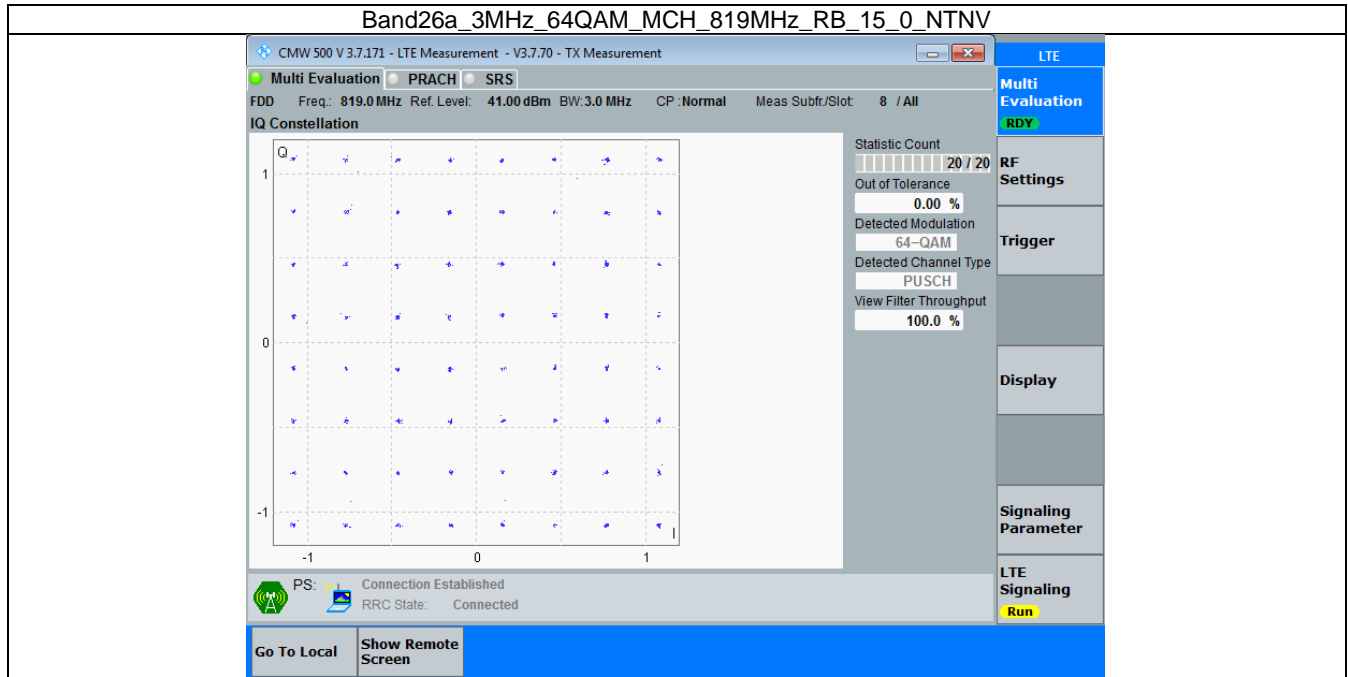 Band26a_3MHz_64QAM_MCH_819MHz_RB_15_0_NTNV
CMW 500 V 3.7.171 - LTE Measurement - V3.7.70 - TX Measurement
LTE
Multi Evaluation PRACH SRS
Multi
Evaluation
RDY
FDD Freq.: 819.0 MHz Ref. Level: 41.00 dBm BW: 3.0 MHz CP : Normal Meas Subfr./Slot: 8 / All
IQ Constellation
Q
1
0
-1
-1 0 1
I
Statistic Count
20 / 20
Out of Tolerance
0.00 %
Detected Modulation
64-QAM
Detected Channel Type
PUSCH
View Filter Throughput
100.0 %
RF
Settings
Trigger
Display
Signaling
Parameter
LTE
Signaling
Run
PS: Connection Established
RRC State: Connected
Go To Local
Show Remote
Screen